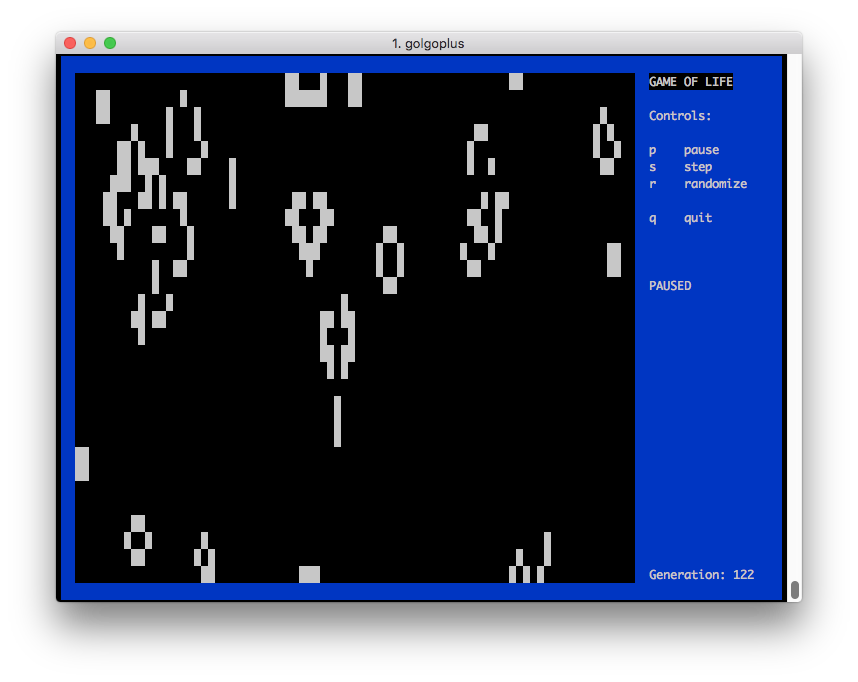 1. golgoplus
GAME OF LIFE
Controls:
p pause
s step
r randomize
q quit
PAUSED
Generation: 122